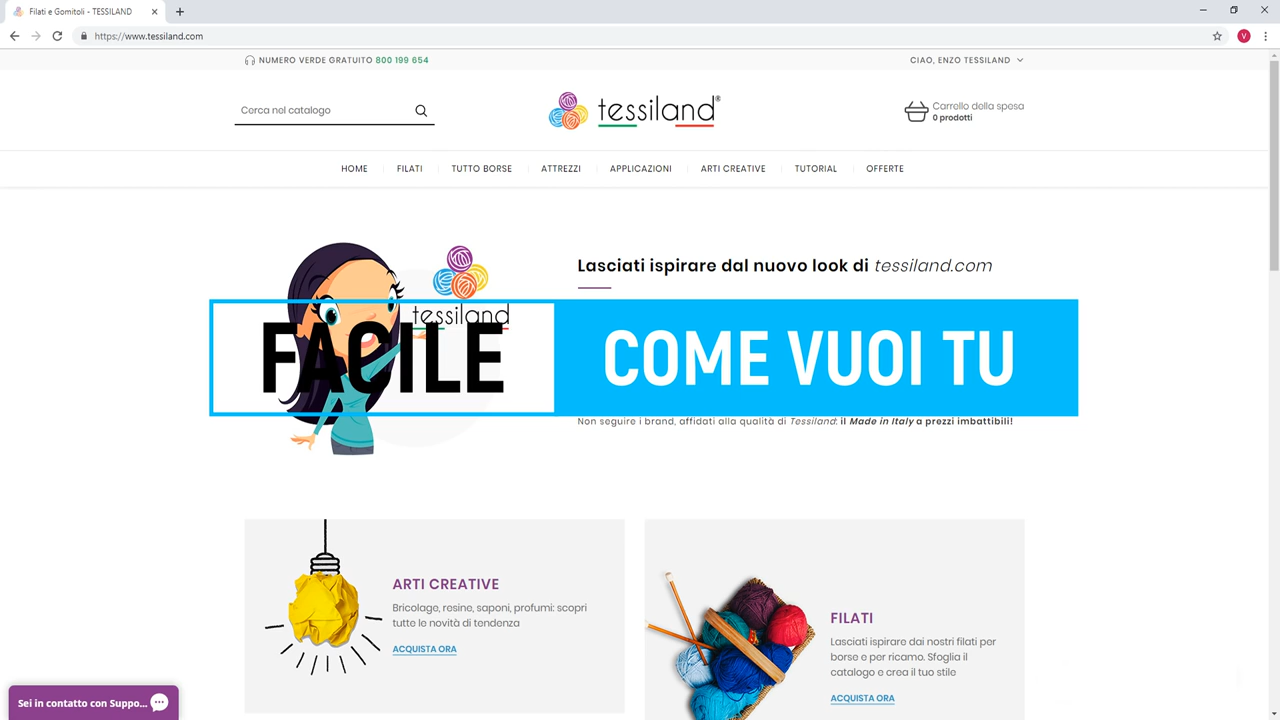 Filati e Gomitoli - TESSILAND
https://www.tessiland.com
V
NUMERO VERDE GRATUITO 800 199 654
CIAO, ENZO TESSILAND
Cerca nel catalogo
tessiland®
Carrello della spesa
0 prodotti
HOME FILATI TUTTO BORSE ATTREZZI APPLICAZIONI ARTI CREATIVE TUTORIAL OFFERTE
Lasciati ispirare dal nuovo look di tessiland.com
tessiland
FACILE COME VUOI TU
Non seguire i brand, affidati alla qualità di Tessiland: il Made in Italy a prezzi imbattibili!
ARTI CREATIVE
Bricolage, resine, saponi, profumi: scopri
tutte le novità di tendenza
ACQUISTA ORA
FILATI
Lasciati ispirare dai nostri filati per
borse e per ricamo. Sfoglia il
catalogo e crea il tuo stile
ACQUISTA ORA
Sei in contatto con Suppo...